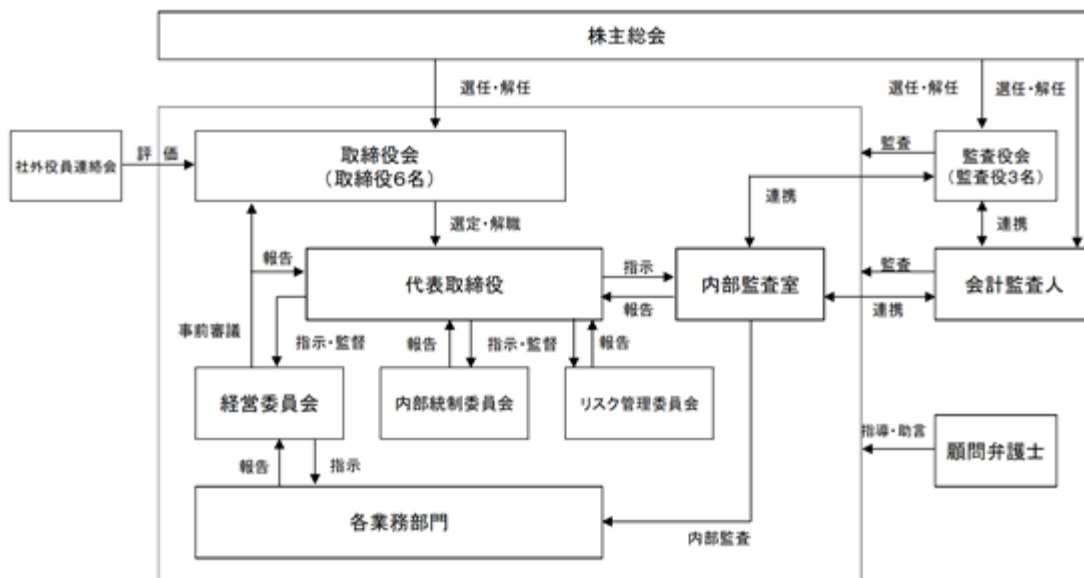 株主総会
選任・解任
選任・解任
選任・解任
社外役員連絡会
評 価
取締役会
（取締役6名）
監査
監査役会
（監査役3名）
連携
選定・解職
連携
報告
代表取締役
指示
報告
内部監査室
監査
連携
会計監査人
事前審議
指示・監督
報告
指示・監督
報告
経営委員会
内部統制委員会
リスク管理委員会
指導・助言
顧問弁護士
報告
指示
各業務部門
内部監査